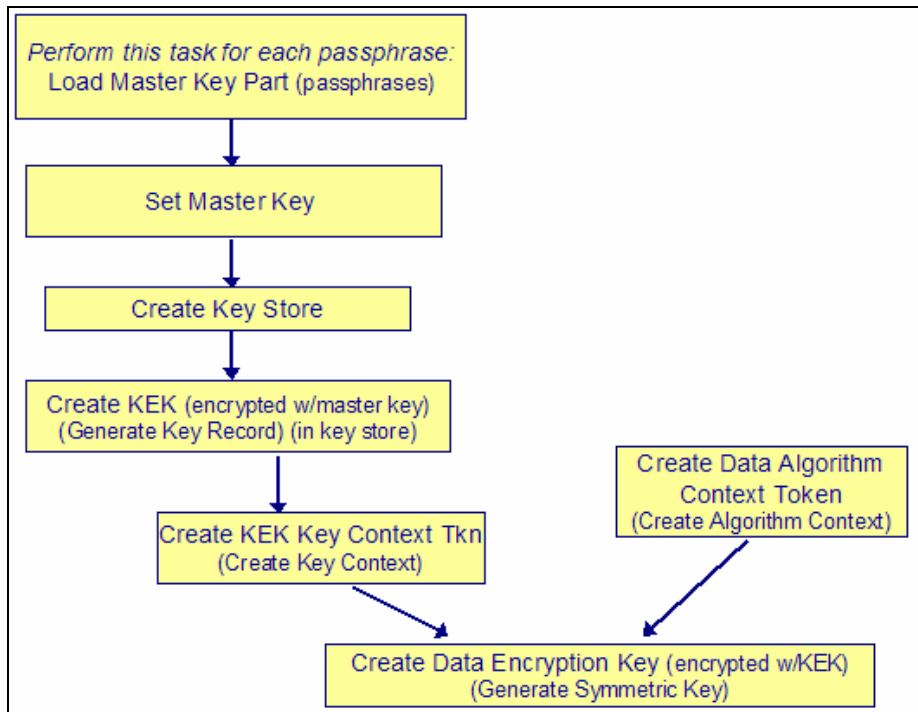 Perform this task for each passphrase:
Load Master Key Part (passphrases)
Set Master Key
Create Key Store
Create KEK (encrypted w/master key)
(Generate Key Record) (in key store)
Create KEK Key Context Tkn
(Create Key Context)
Create Data Algorithm
Context Token
(Create Algorithm Context)
Create Data Encryption Key (encrypted w/KEK)
(Generate Symmetric Key)